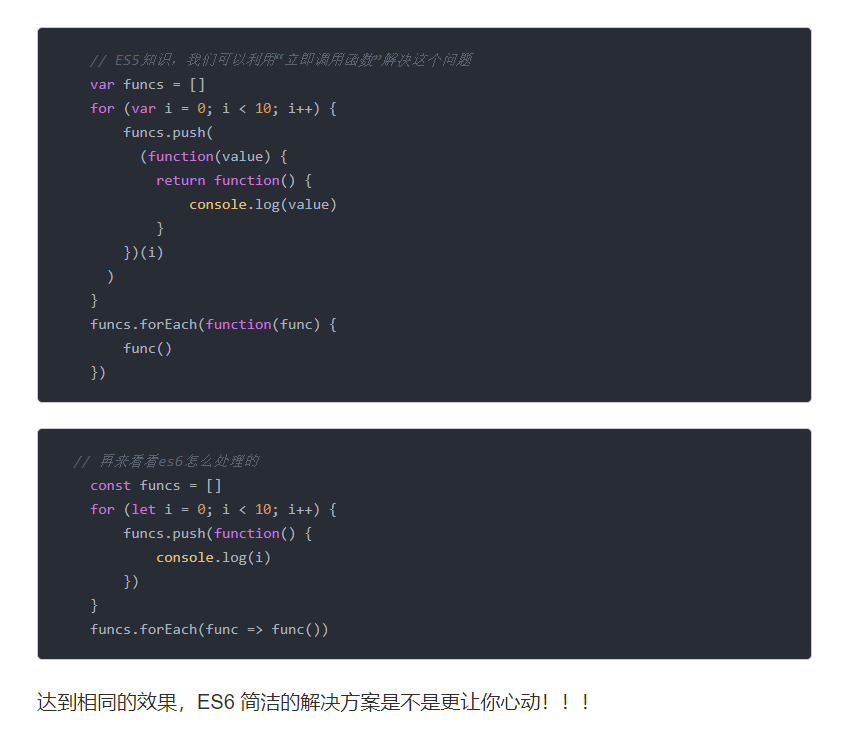 // ES5知识，我们可以利用“立即调用函数”解决这个问题
var funcs = []
for (var i = 0; i < 10; i++) {
funcs.push(
(function(value) {
return function() {
console.log(value)
}
})(i)
)
}
funcs.forEach(function(func) {
func()
})
// 再来看看es6怎么处理的
const funcs = []
for (let i = 0; i < 10; i++) {
funcs.push(function() {
console.log(i)
})
}
funcs.forEach(func => func())
达到相同的效果，ES6 简洁的解决方案是不是更让你心动！！！